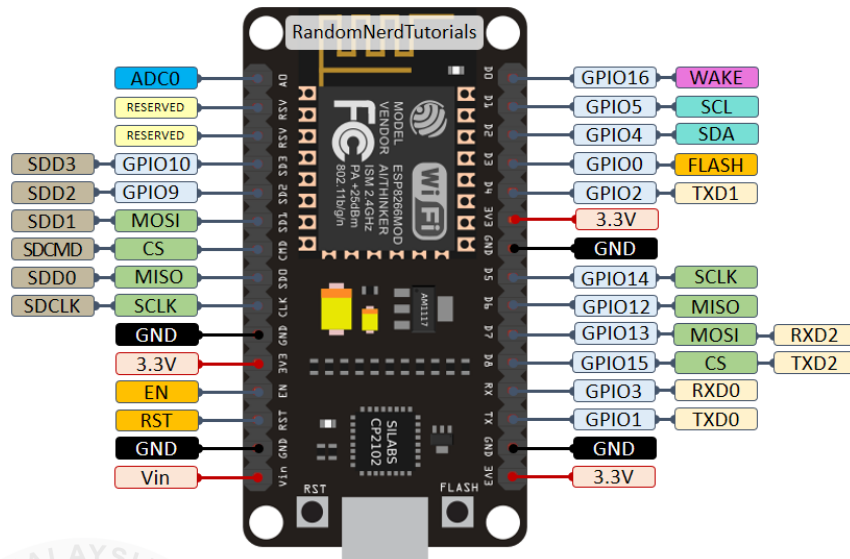 RandomNerdTutorials
ADC0 A0 D0 GPIO16 WAKE
RESERVED RSV D1 GPIO5 SCL
RESERVED RSV D2 GPIO4 SDA
SDD3 GPIO10 SD3 D3 GPIO0 FLASH
SDD2 GPIO9 SD2 D4 GPIO2 TXD1
SDD1 MOSI SD1 3V3 3.3V
SDCMD CS CMD GND GND
SDD0 MISO SD0 D5 GPIO14 SCLK
SDCLK SCLK CLK D6 GPIO12 MISO
GND GND D7 GPIO13 MOSI RXD2
3.3V 3V3 D8 GPIO15 CS TXD2
EN EN RX GPIO3 RXD0
RST RST TX GPIO1 TXD0
GND GND GND GND
Vin Vin 3V3 3.3V
MODEL ESP8266MOD
VENDOR AI/THINKER
ISM 2.4GHz
PA +25dBm
802.11b/g/n
FC
Wi Fi
AM1117
SILABS
CP2102
RST
FLASH
ALAYSI